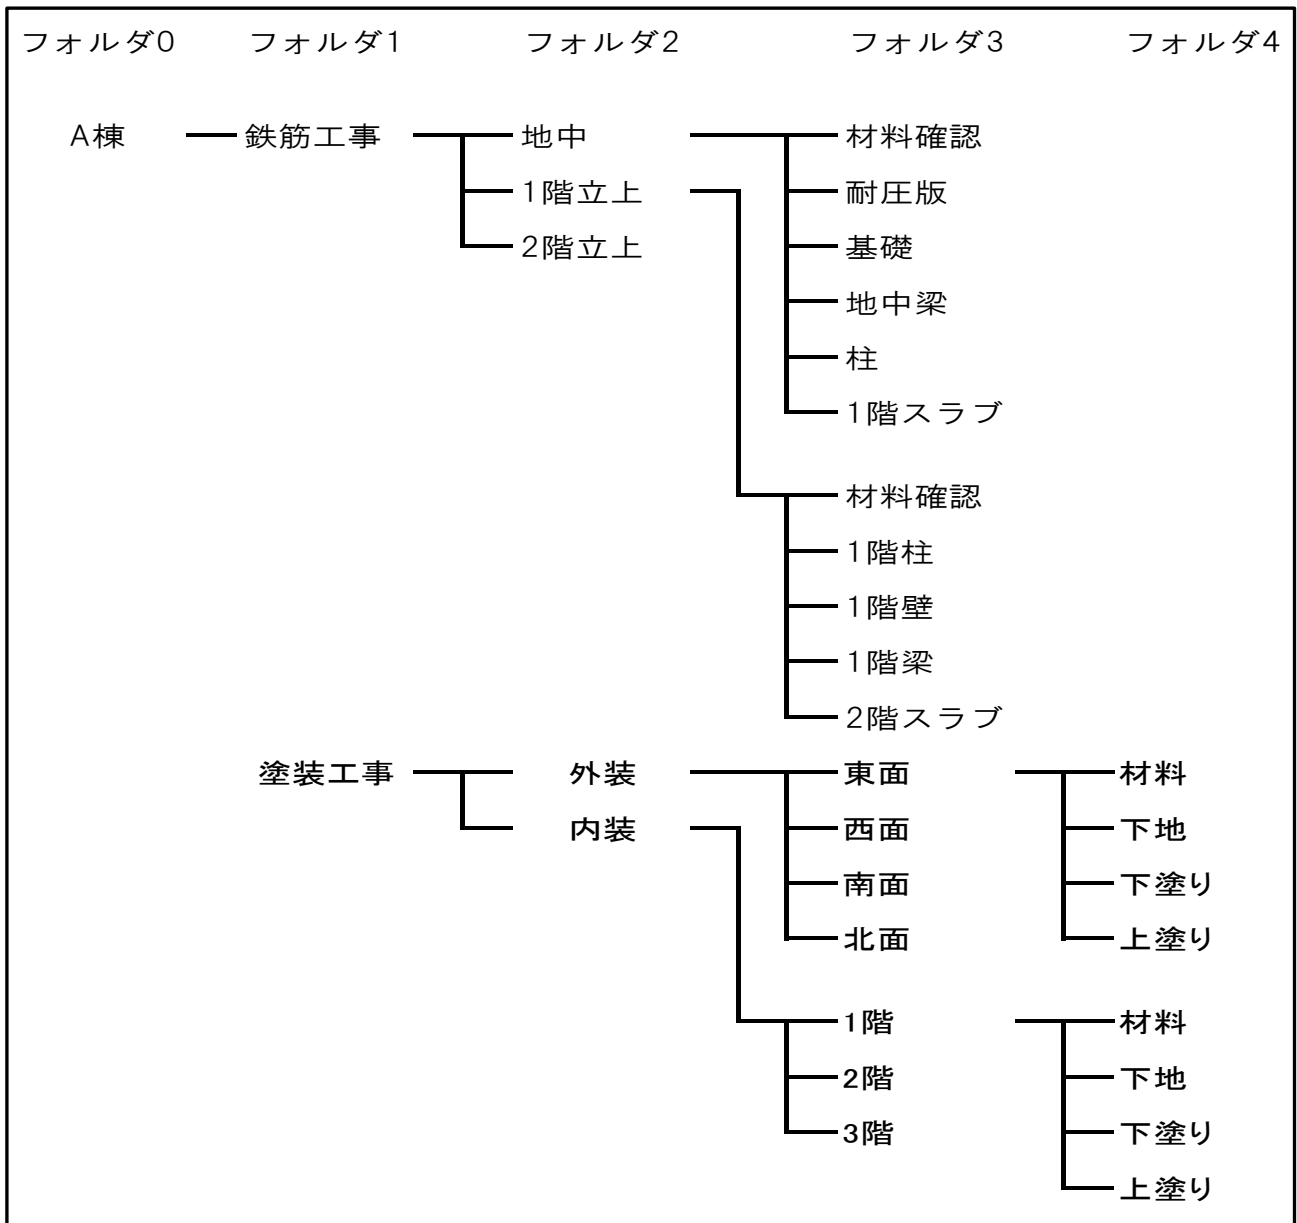 フォルダ0 フォルダ1 フォルダ2 フォルダ3 フォルダ4
A棟 鉄筋工事 地中 材料確認
1階立上 耐圧版
2階立上 基礎
地中梁
柱
1階スラブ
材料確認
1階柱
1階壁
1階梁
2階スラブ
塗装工事 外装 東面 材料
内装 西面 下地
南面 下塗り
北面 上塗り
1階 材料
2階 下地
3階 下塗り
上塗り